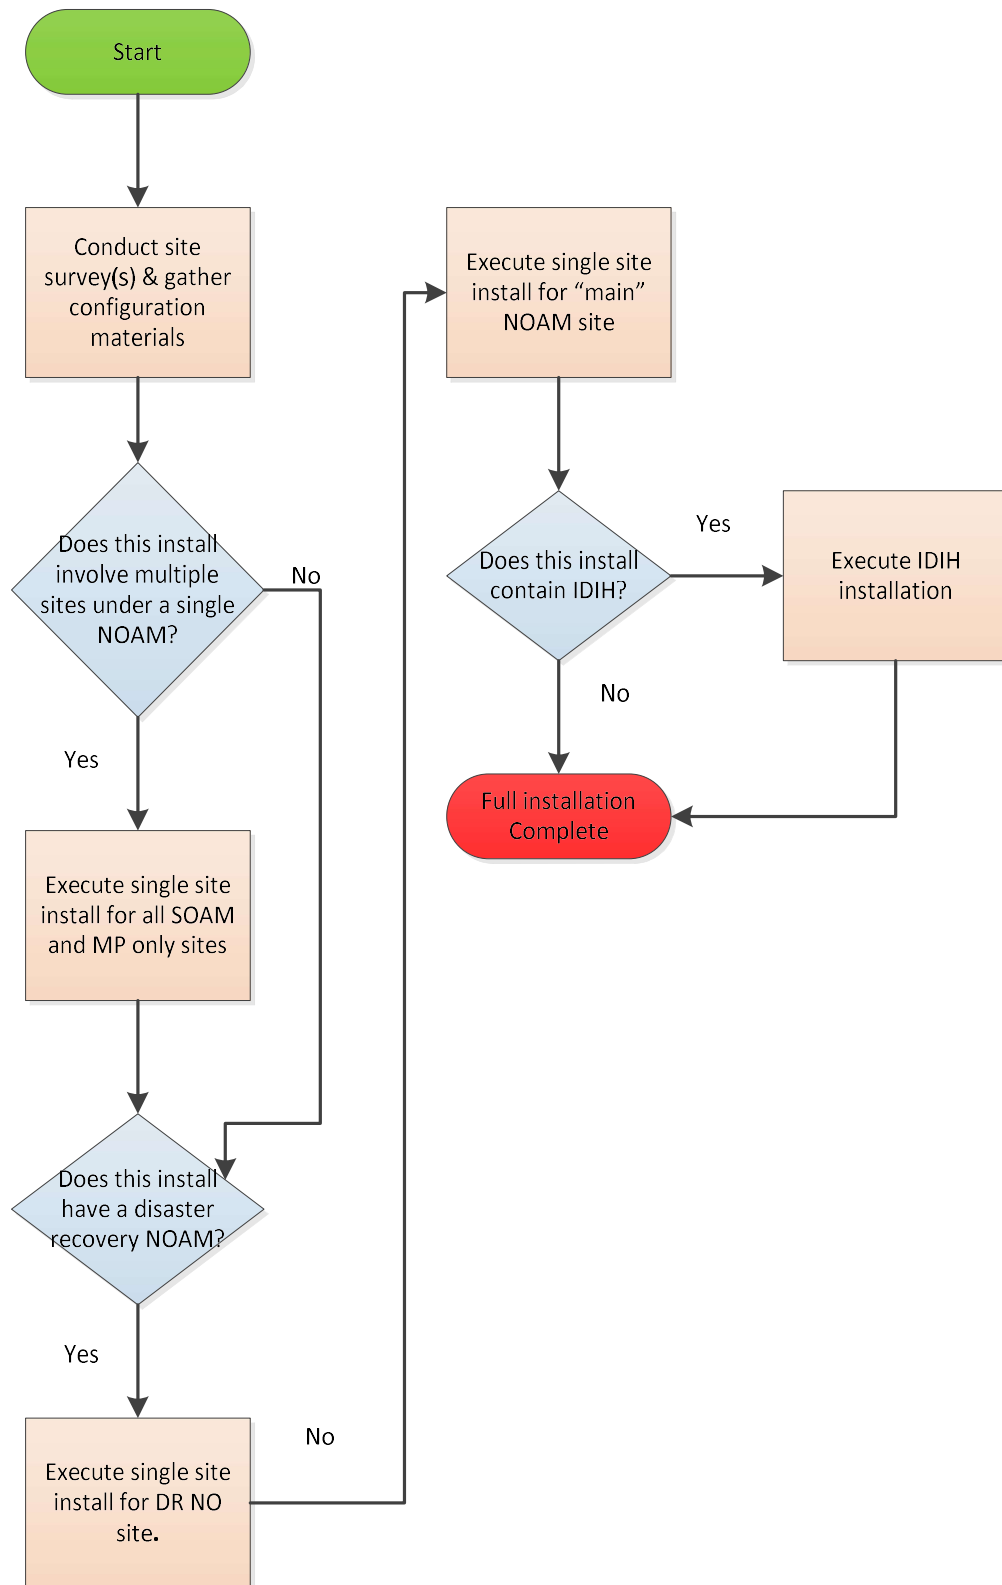 Start
Conduct site
survey(s) & gather
configuration
materials
Does this install
involve multiple
sites under a single
NOAM?
No
Yes
Execute single site
install for all SOAM
and MP only sites
Does this install
have a disaster
recovery NOAM?
Yes
Execute single site
install for DR NO
site.
No
Execute single site
install for “main”
NOAM site
Does this install
contain IDIH?
Yes
Execute IDIH
installation
No
Full installation
Complete